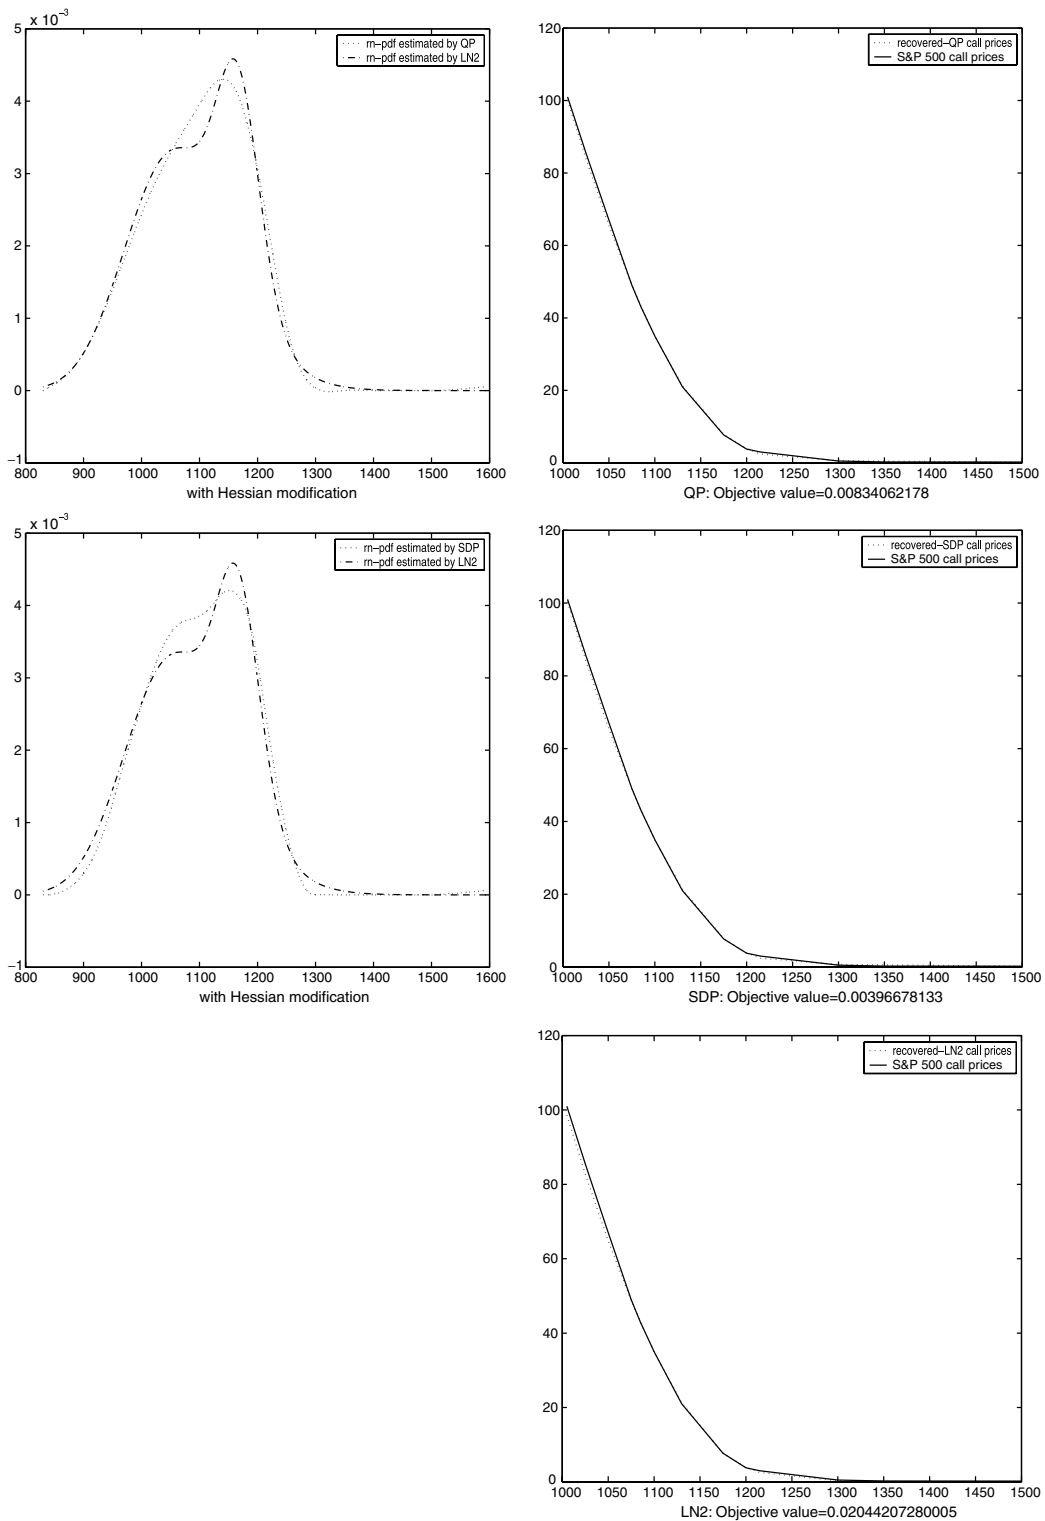 x 10−3
5
4
3
2
1
0
−1
800 900 1000 1100 1200 1300 1400 1500 1600
with Hessian modification
rn−pdf estimated by QP
rn−pdf estimated by LN2
120
100
80
60
40
20
0
1000 1050 1100 1150 1200 1250 1300 1350 1400 1450 1500
QP: Objective value=0.00834062178
recovered−QP call prices
S&P 500 call prices
x 10−3
5
4
3
2
1
0
−1
800 900 1000 1100 1200 1300 1400 1500 1600
with Hessian modification
rn−pdf estimated by SDP
rn−pdf estimated by LN2
120
100
80
60
40
20
0
1000 1050 1100 1150 1200 1250 1300 1350 1400 1450 1500
SDP: Objective value=0.00396678133
recovered−SDP call prices
S&P 500 call prices
120
100
80
60
40
20
0
1000 1050 1100 1150 1200 1250 1300 1350 1400 1450 1500
LN2: Objective value=0.02044207280005
recovered−LN2 call prices
S&P 500 call prices